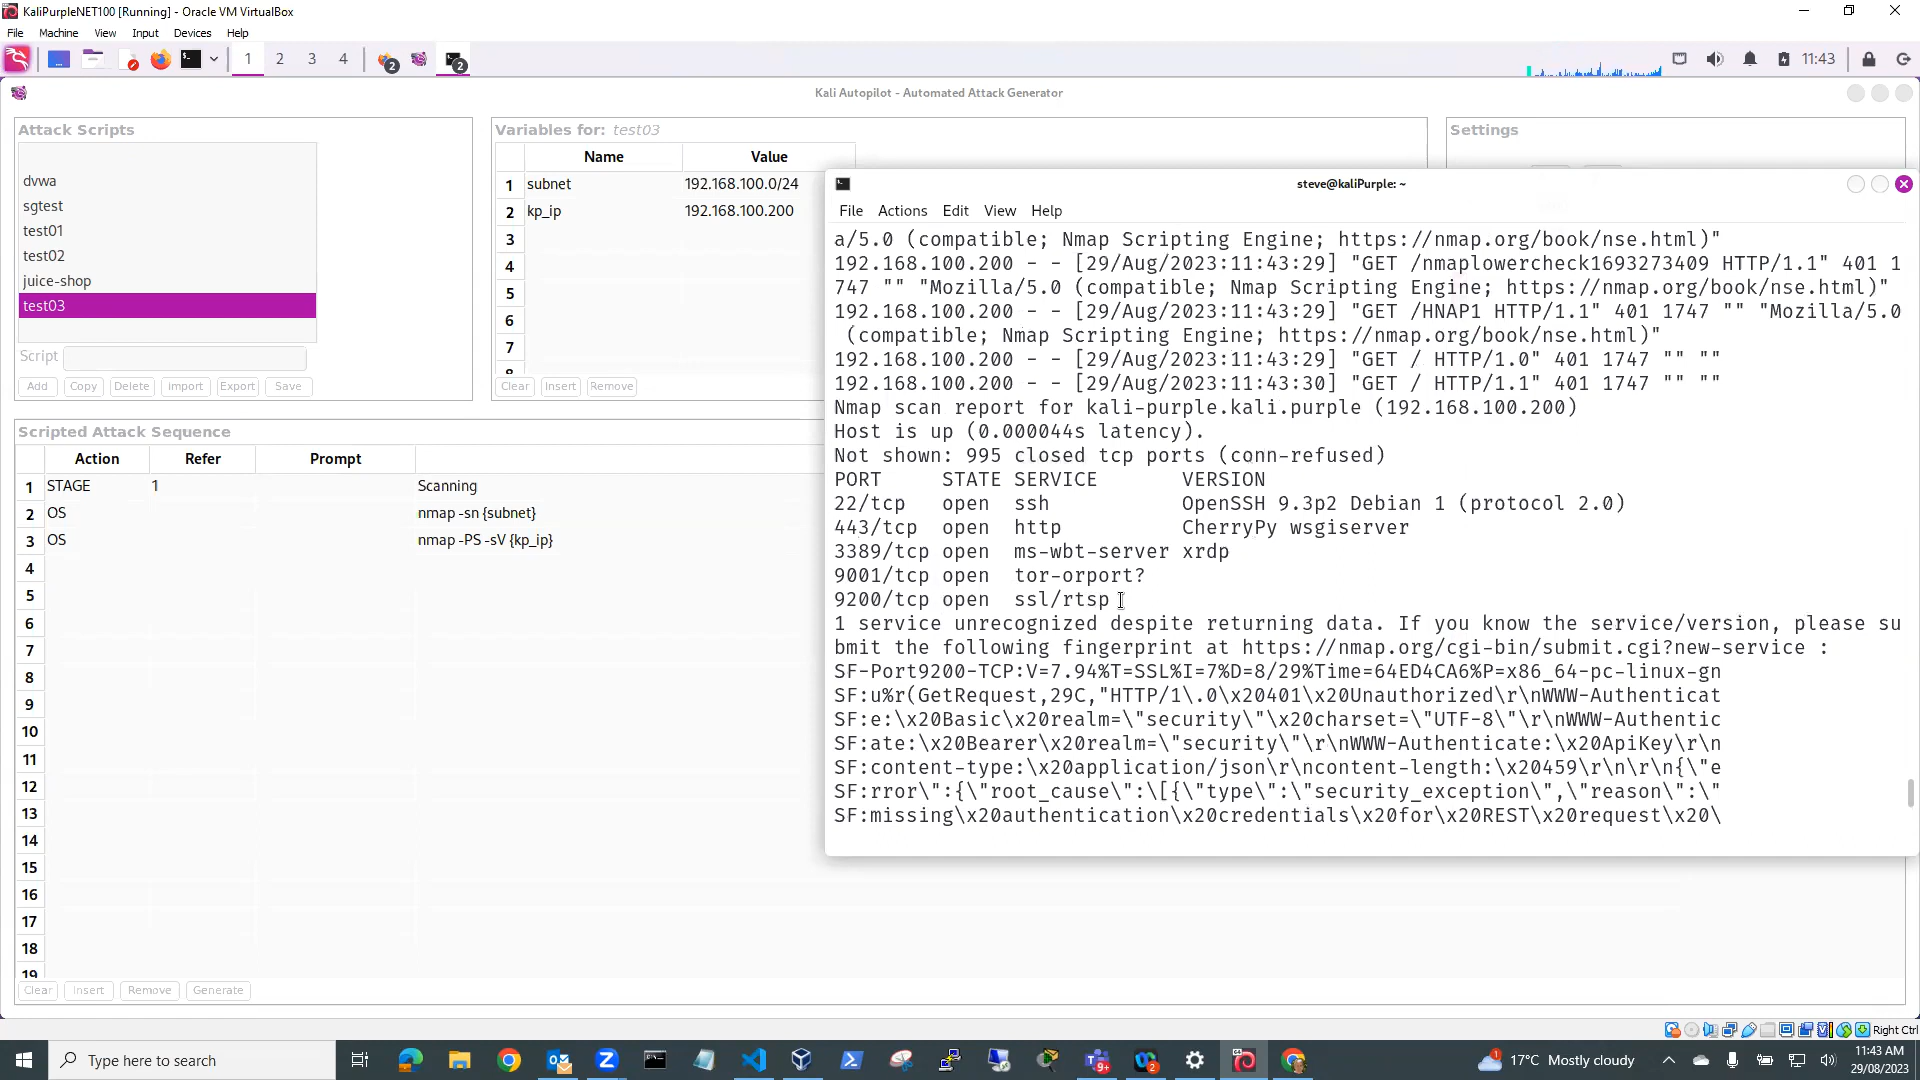 KaliPurpleNET100 [Running] - Oracle VM VirtualBox
File Machine View Input Devices Help
1 2 3 4 2 2 11:43
Kali Autopilot - Automated Attack Generator
Attack Scripts
dvwa
sgtest
test01
test02
juice-shop
test03
Script
Add Copy Delete Import Export Save
Variables for: test03
Name Value
1 subnet 192.168.100.0/24
2 kp_ip 192.168.100.200
3
4
5
6
7
8
Clear Insert Remove
Settings
Scripted Attack Sequence
Action Refer Prompt
1 STAGE 1 Scanning
2 OS nmap -sn {subnet}
3 OS nmap -PS -sV {kp_ip}
4
5
6
7
8
9
10
11
12
13
14
15
16
17
18
19
Clear Insert Remove Generate
steve@kaliPurple: ~
File Actions Edit View Help
a/5.0 (compatible; Nmap Scripting Engine; https://nmap.org/book/nse.html)"
192.168.100.200 - - [29/Aug/2023:11:43:29] "GET /nmaplowercheck1693273409 HTTP/1.1" 401 1
747 "" "Mozilla/5.0 (compatible; Nmap Scripting Engine; https://nmap.org/book/nse.html)"
192.168.100.200 - - [29/Aug/2023:11:43:29] "GET /HNAP1 HTTP/1.1" 401 1747 "" "Mozilla/5.0
(compatible; Nmap Scripting Engine; https://nmap.org/book/nse.html)"
192.168.100.200 - - [29/Aug/2023:11:43:29] "GET / HTTP/1.0" 401 1747 "" ""
192.168.100.200 - - [29/Aug/2023:11:43:30] "GET / HTTP/1.1" 401 1747 "" ""
Nmap scan report for kali-purple.kali.purple (192.168.100.200)
Host is up (0.000044s latency).
Not shown: 995 closed tcp ports (conn-refused)
PORT STATE SERVICE VERSION
22/tcp open ssh OpenSSH 9.3p2 Debian 1 (protocol 2.0)
443/tcp open http CherryPy wsgiserver
3389/tcp open ms-wbt-server xrdp
9001/tcp open tor-orport?
9200/tcp open ssl/rtsp
1 service unrecognized despite returning data. If you know the service/version, please su
bmit the following fingerprint at https://nmap.org/cgi-bin/submit.cgi?new-service :
SF-Port9200-TCP:V=7.94%T=SSL%I=7%D=8/29%Time=64ED4CA6%P=x86_64-pc-linux-gn
SF:u%r(GetRequest,29C,"HTTP/1\.0\x20401\x20Unauthorized\r\nWWW-Authenticat
SF:e:\x20Basic\x20realm=\"security\"\x20charset=\"UTF-8\"\r\nWWW-Authentic
SF:ate:\x20Bearer\x20realm=\"security\"\r\nWWW-Authenticate:\x20ApiKey\r\n
SF:content-type:\x20application/json\r\ncontent-length:\x20459\r\n\r\n{\"e
SF:rror\":{\"root_cause\":\[{\"type\":\"security_exception\",\"reason\":\"
SF:missing\x20authentication\x20credentials\x20for\x20REST\x20request\x20\
Right Ctrl
Type here to search
9+ 2 1 17°C Mostly cloudy
11:43 AM
29/08/2023